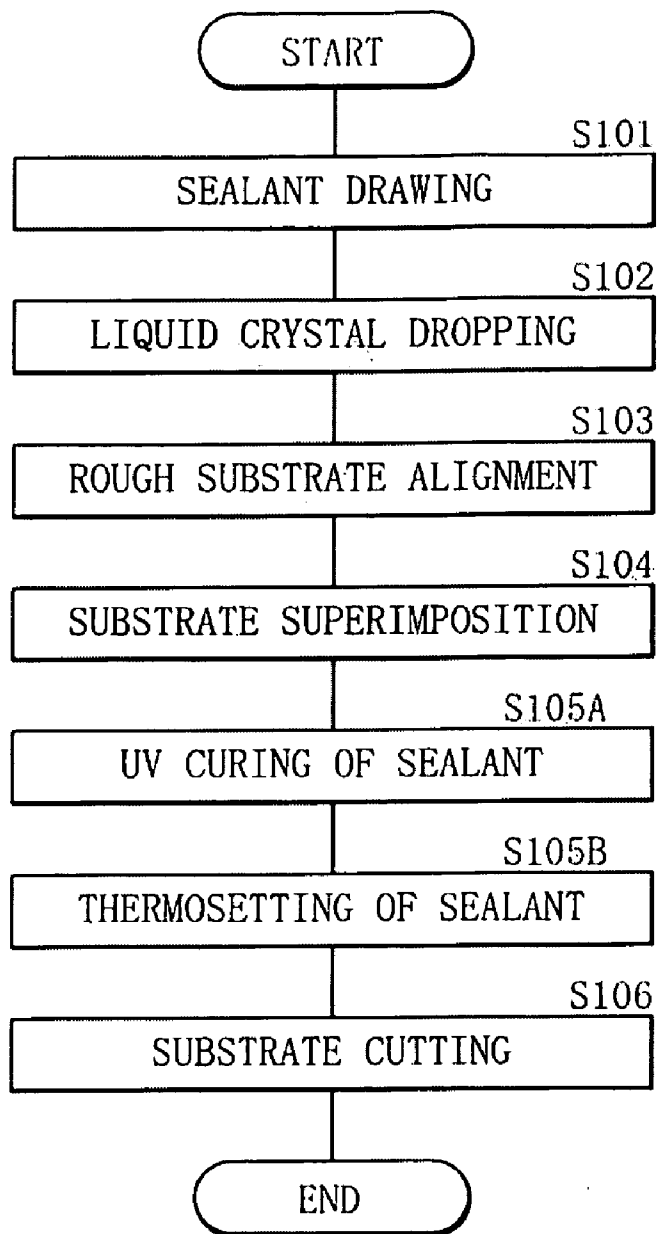 START
S101
SEALANT DRAWING
S102
LIQUID CRYSTAL DROPPING
S103
ROUGH SUBSTRATE ALIGNMENT
S104
SUBSTRATE SUPERIMPOSITION
S105A
UV CURING OF SEALANT
S105B
THERMOSETTING OF SEALANT
S106
SUBSTRATE CUTTING
END